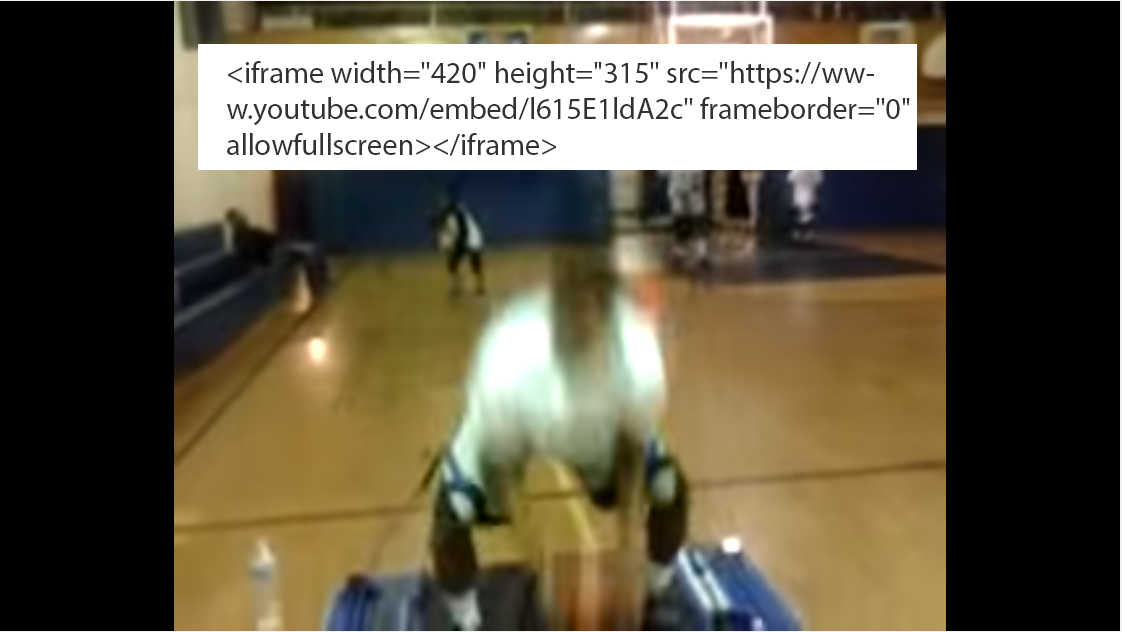 <iframe width="420" height="315" src="https://ww-
w.youtube.com/embed/l615E1ldA2c" frameborder="0"
allowfullscreen></iframe>